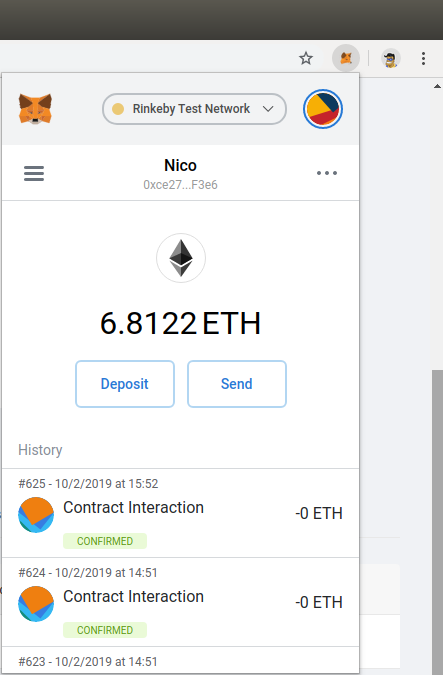 Rinkeby Test Network
Nico
0xce27...F3e6
6.8122 ETH
Deposit
Send
History
#625 - 10/2/2019 at 15:52
Contract Interaction
-0 ETH
CONFIRMED
#624 - 10/2/2019 at 14:51
Contract Interaction
-0 ETH
CONFIRMED
#623 - 10/2/2019 at 14:51